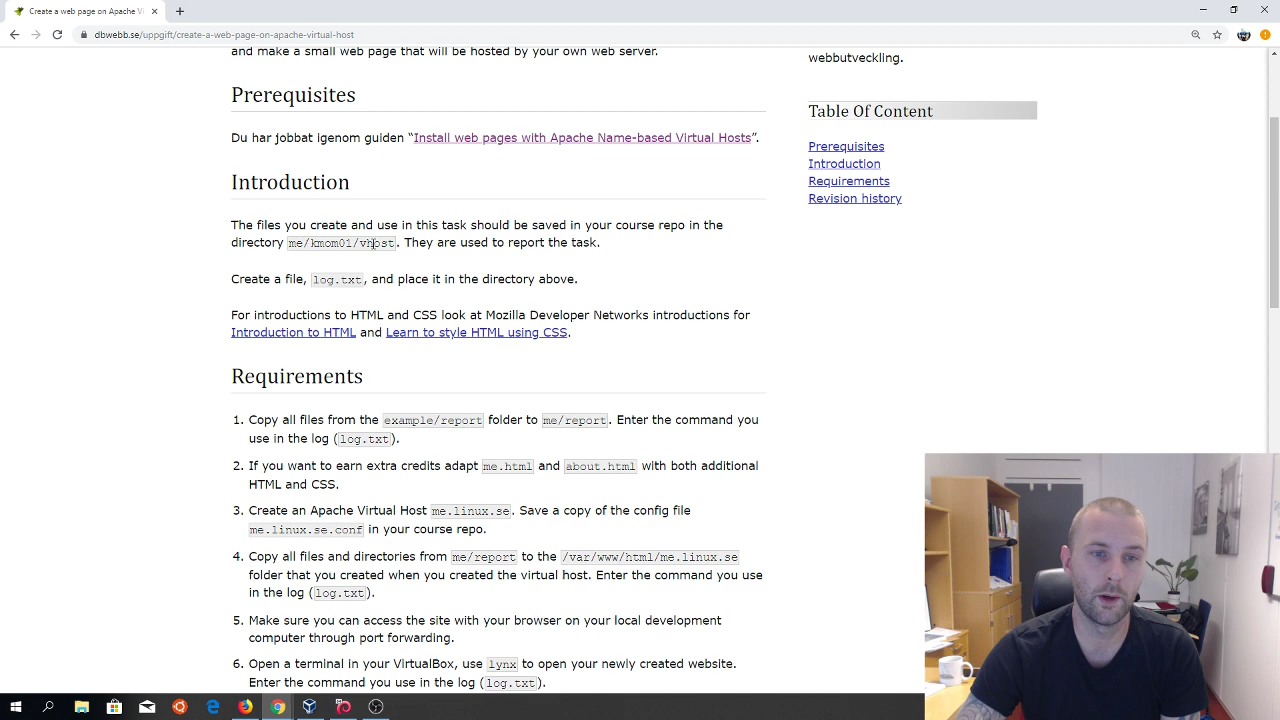 Create a web page on Apache Vi
dbwebb.se/uppgift/create-a-web-page-on-apache-virtual-host
and make a small web page that will be hosted by your own web server.
Prerequisites
Du har jobbat igenom guiden “Install web pages with Apache Name-based Virtual Hosts”.
Introduction
The files you create and use in this task should be saved in your course repo in the
directory me/kmom01/vhost. They are used to report the task.
Create a file, log.txt, and place it in the directory above.
For introductions to HTML and CSS look at Mozilla Developer Networks introductions for
Introduction to HTML and Learn to style HTML using CSS.
Requirements
1. Copy all files from the example/report folder to me/report. Enter the command you
use in the log (log.txt).
2. If you want to earn extra credits adapt me.html and about.html with both additional
HTML and CSS.
3. Create an Apache Virtual Host me.linux.se. Save a copy of the config file
me.linux.se.conf in your course repo.
4. Copy all files and directories from me/report to the /var/www/html/me.linux.se
folder that you created when you created the virtual host. Enter the command you use
in the log (log.txt).
5. Make sure you can access the site with your browser on your local development
computer through port forwarding.
6. Open a terminal in your VirtualBox, use lynx to open your newly created website.
Enter the command you use in the log (log.txt).
webbutveckling.
Table Of Content
Prerequisites
Introduction
Requirements
Revision history